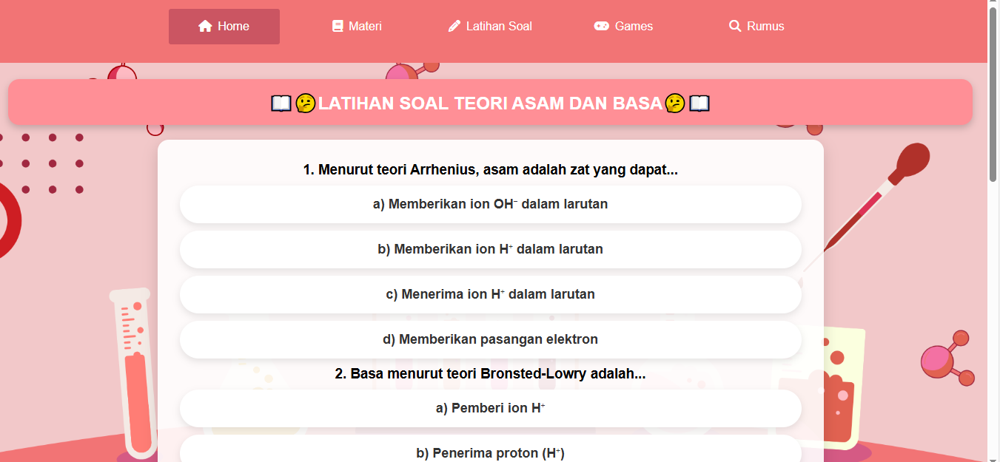 Home Materi Latihan Soal Games Rumus
📖🤔LATIHAN SOAL TEORI ASAM DAN BASA🤔📖
1. Menurut teori Arrhenius, asam adalah zat yang dapat...
a) Memberikan ion OH⁻ dalam larutan
b) Memberikan ion H⁺ dalam larutan
c) Menerima ion H⁺ dalam larutan
d) Memberikan pasangan elektron
2. Basa menurut teori Bronsted-Lowry adalah...
a) Pemberi ion H⁺
b) Penerima proton (H⁺)